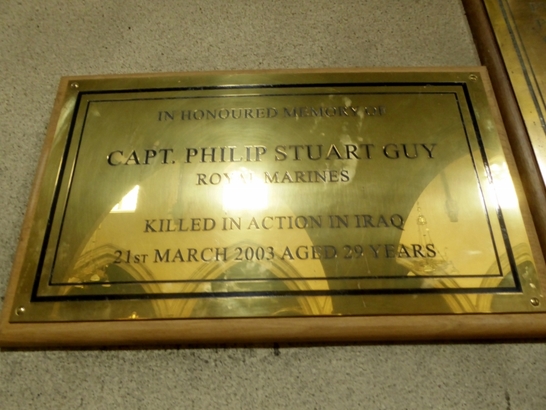 IN HONOURED MEMORY OF
CAPT. PHILIP STUART GUY
ROYAL MARINES
KILLED IN ACTION IN IRAQ
21ST MARCH 2003 AGED 29 YEARS